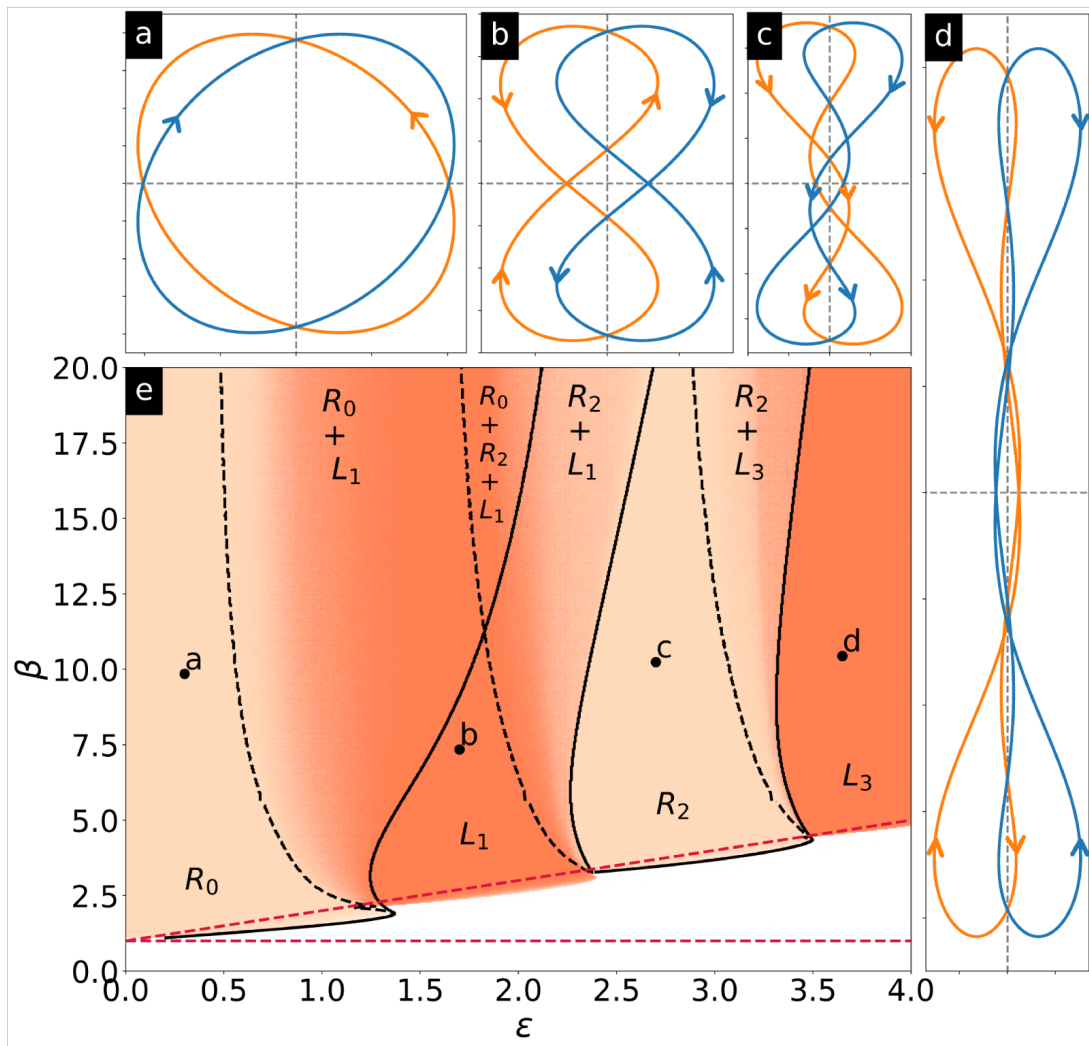 a
b
c
d
e
20.0
17.5
15.0
12.5
10.0
7.5
5.0
2.5
0.0
β
R₀
+
L₁
R₀
+
R₂
+
L₁
R₂
+
L₁
R₂
+
L₃
a
b
c
d
R₀
L₁
R₂
L₃
0.0 0.5 1.0 1.5 2.0 2.5 3.0 3.5 4.0
ε